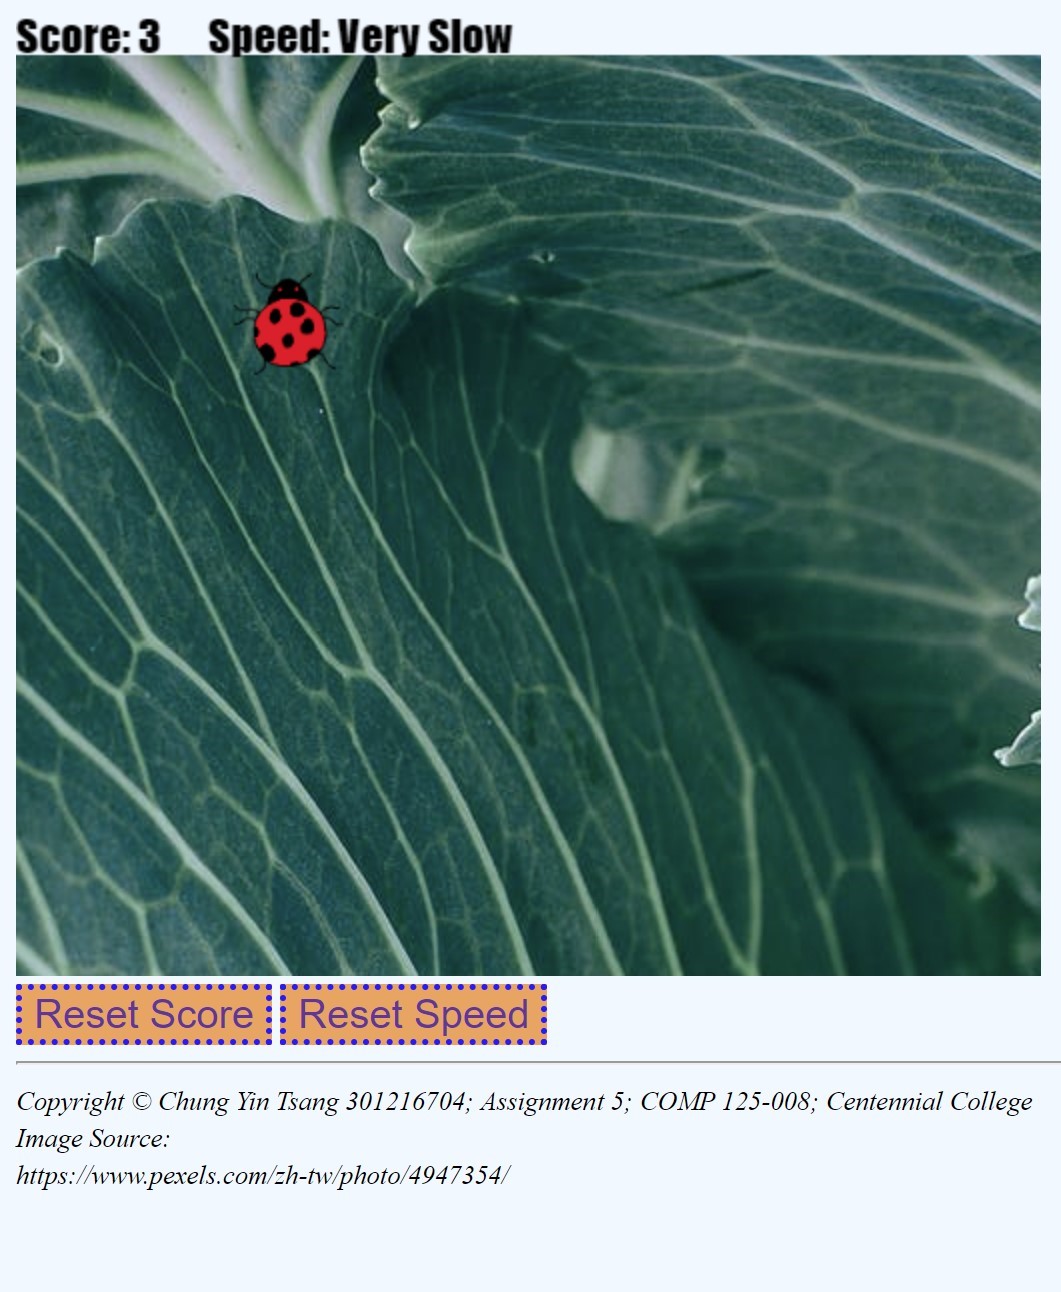 Score: 3 Speed: Very Slow
Reset Score Reset Speed
Copyright © Chung Yin Tsang 301216704; Assignment 5; COMP 125-008; Centennial College
Image Source:
https://www.pexels.com/zh-tw/photo/4947354/